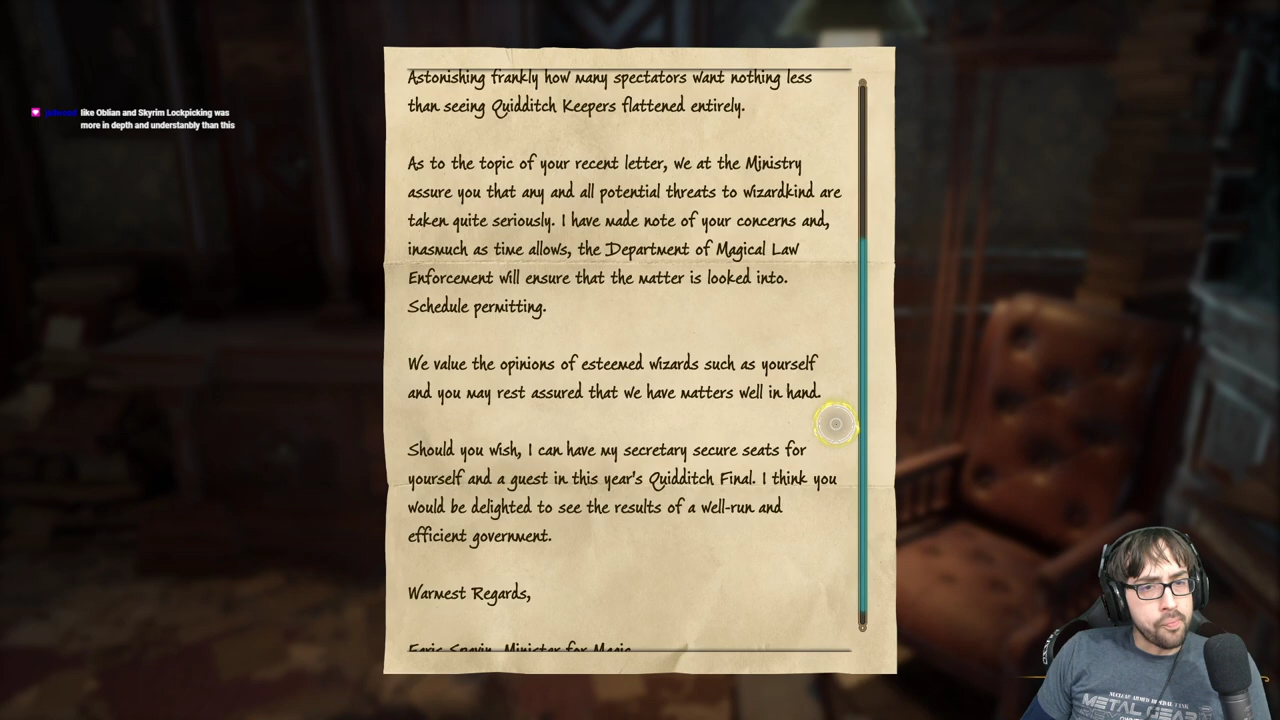 Astonishing frankly how many spectators want nothing less
than seeing Quidditch Keepers flattened entirely.
As to the topic of your recent letter, we at the Ministry
assure you that any and all potential threats to wizardkind are
taken quite seriously. I have made note of your concerns and,
inasmuch as time allows, the Department of Magical Law
Enforcement will ensure that the matter is looked into.
Schedule permitting.
We value the opinions of esteemed wizards such as yourself
and you may rest assured that we have matters well in hand.
Should you wish, I can have my secretary secure seats for
yourself and a guest in this year's Quidditch Final. I think you
would be delighted to see the results of a well-run and
efficient government.
Warmest Regards,
Faris Spavin, Minister for Magic
like Oblian and Skyrim Lockpicking was
more in depth and understanbly than this
METAL GEAR